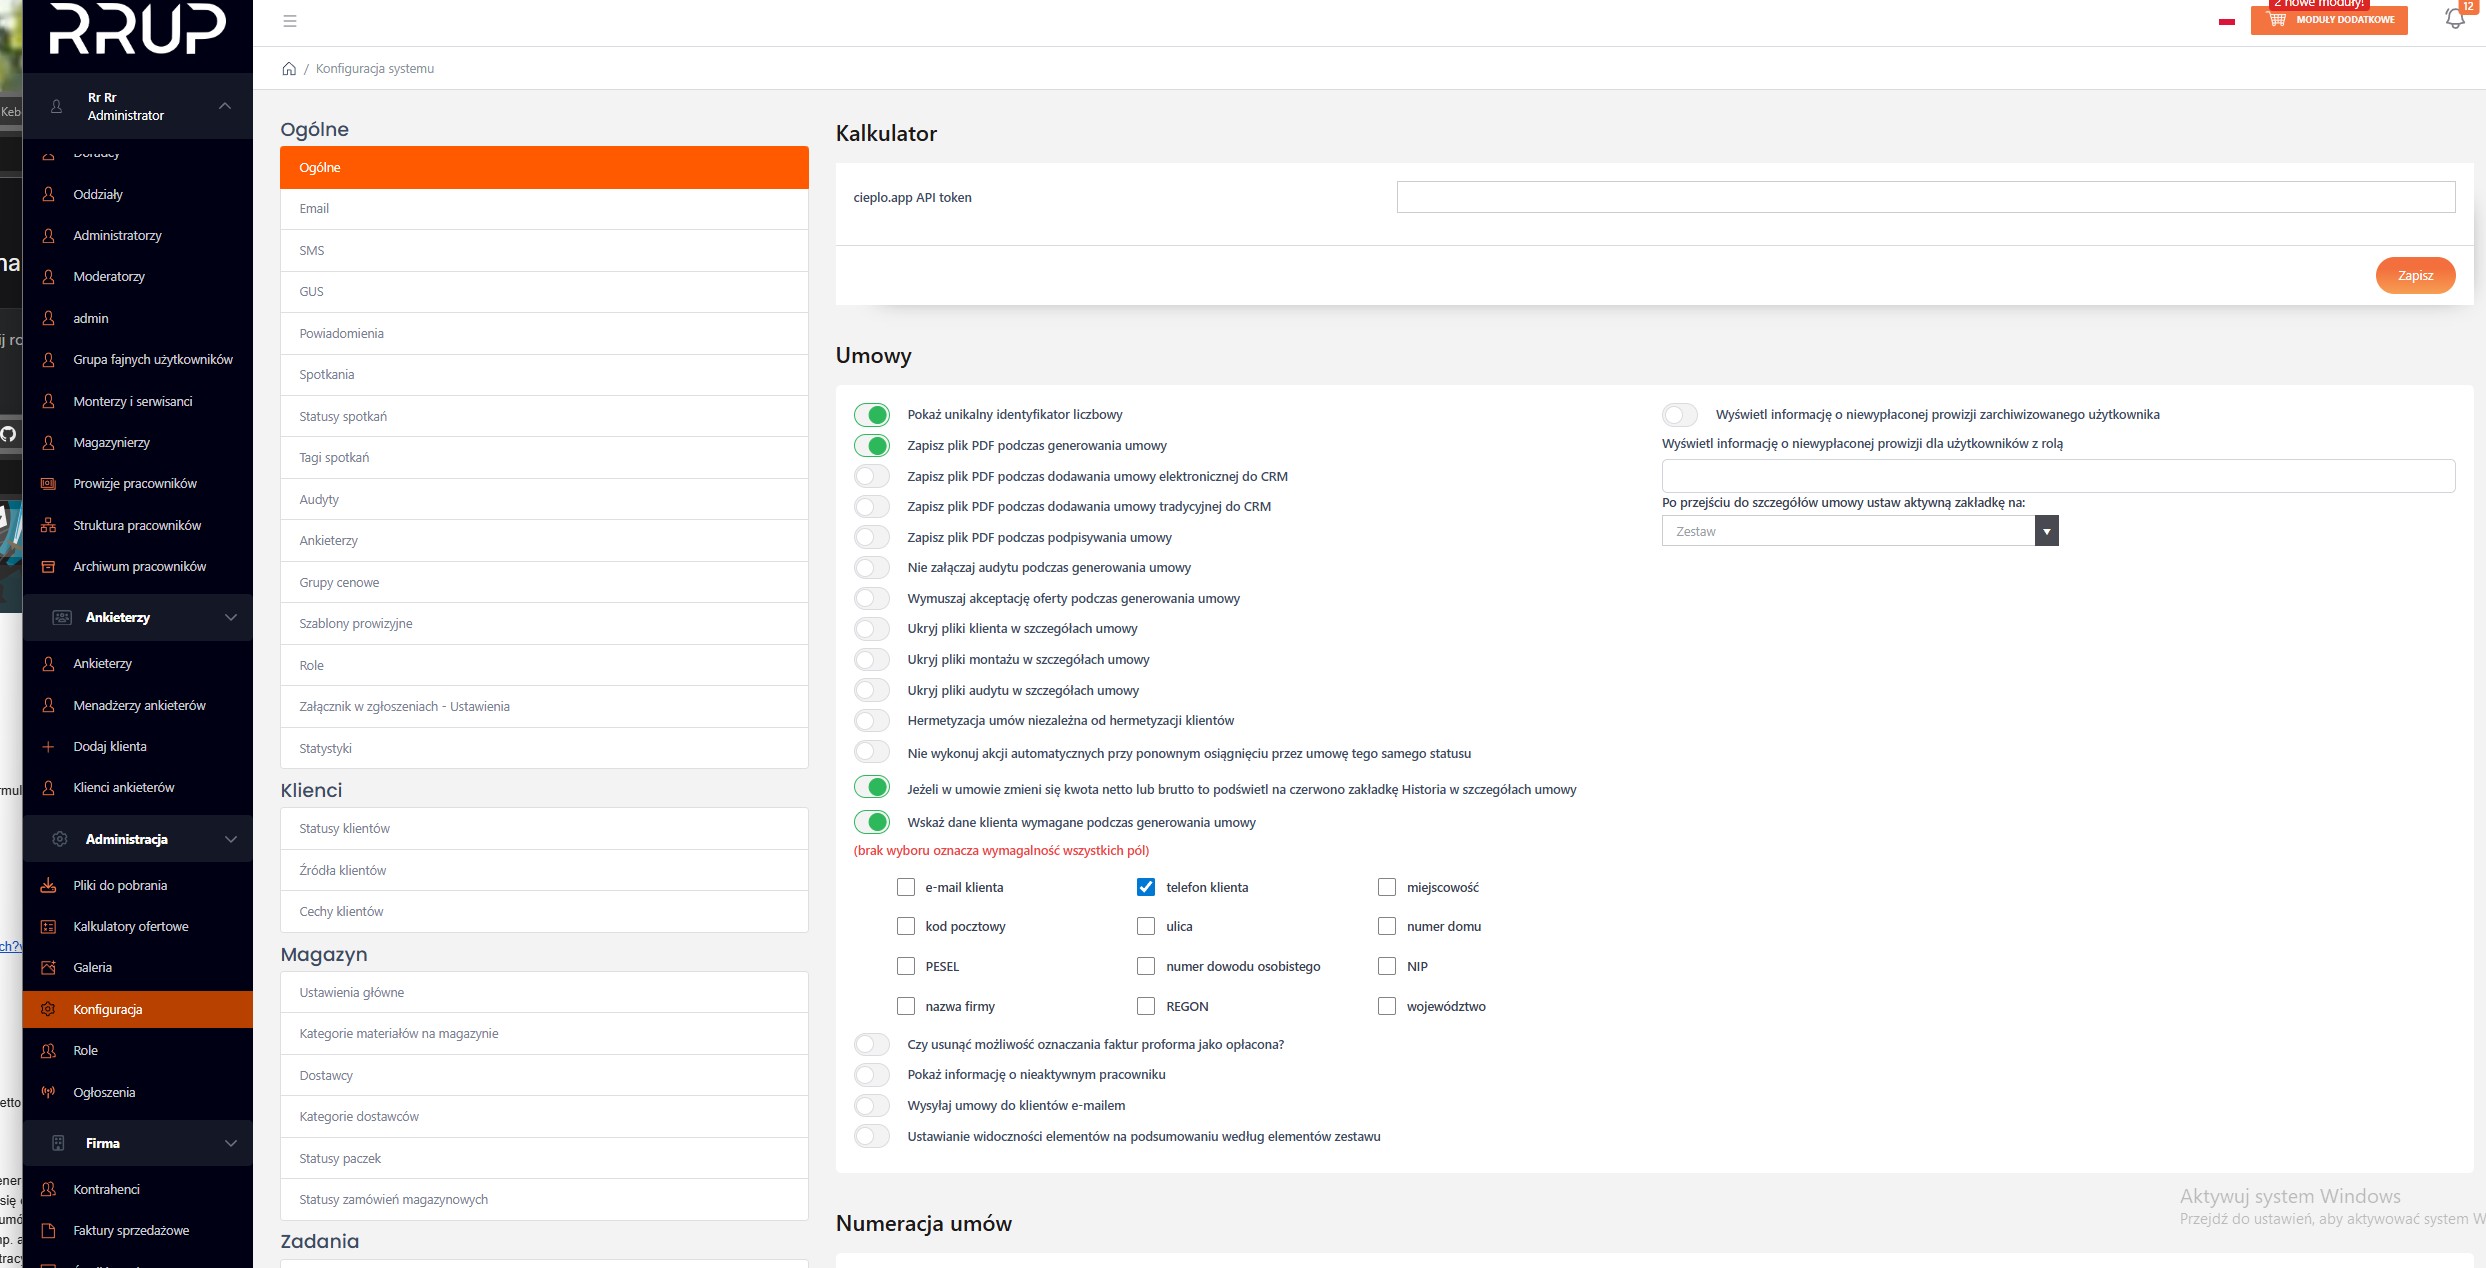 RRUP
Rr Rr
Administrator
Doradcy
Oddziały
Administratorzy
Moderatorzy
admin
Grupa fajnych użytkowników
Monterzy i serwisanci
Magazynierzy
Prowizje pracowników
Struktura pracowników
Archiwum pracowników
Ankieterzy
Ankieterzy
Menadżerzy ankieterów
Dodaj klienta
Klienci ankieterów
Administracja
Pliki do pobrania
Kalkulatory ofertowe
Galeria
Konfiguracja
Role
Ogłoszenia
Firma
Kontrahenci
Faktury sprzedażowe
2 nowe moduły!
MODUŁY DODATKOWE
12
/ Konfiguracja systemu
Ogólne
Ogólne
Email
SMS
GUS
Powiadomienia
Spotkania
Statusy spotkań
Tagi spotkań
Audyty
Ankieterzy
Grupy cenowe
Szablony prowizyjne
Role
Załącznik w zgłoszeniach - Ustawienia
Statystyki
Klienci
Statusy klientów
Źródła klientów
Cechy klientów
Magazyn
Ustawienia główne
Kategorie materiałów na magazynie
Dostawcy
Kategorie dostawców
Statusy paczek
Statusy zamówień magazynowych
Zadania
Kalkulator
cieplo.app API token
Zapisz
Umowy
Pokaż unikalny identyfikator liczbowy
Zapisz plik PDF podczas generowania umowy
Zapisz plik PDF podczas dodawania umowy elektronicznej do CRM
Zapisz plik PDF podczas dodawania umowy tradycyjnej do CRM
Zapisz plik PDF podczas podpisywania umowy
Nie załączaj audytu podczas generowania umowy
Wymuszaj akceptację oferty podczas generowania umowy
Ukryj pliki klienta w szczegółach umowy
Ukryj pliki montażu w szczegółach umowy
Ukryj pliki audytu w szczegółach umowy
Hermetyzacja umów niezależna od hermetyzacji klientów
Nie wykonuj akcji automatycznych przy ponownym osiągnięciu przez umowę tego samego statusu
Jeżeli w umowie zmieni się kwota netto lub brutto to podświetl na czerwono zakładkę Historia w szczegółach umowy
Wskaż dane klienta wymagane podczas generowania umowy
(brak wyboru oznacza wymagalność wszystkich pól)
e-mail klienta telefon klienta miejscowość
kod pocztowy ulica numer domu
PESEL numer dowodu osobistego NIP
nazwa firmy REGON województwo
Czy usunąć możliwość oznaczania faktur proforma jako opłacona?
Pokaż informację o nieaktywnym pracowniku
Wysyłaj umowy do klientów e-mailem
Ustawianie widoczności elementów na podsumowaniu według elementów zestawu
Wyświetl informację o niewypłaconej prowizji zarchiwizowanego użytkownika
Wyświetl informację o niewypłaconej prowizji dla użytkowników z rolą
Po przejściu do szczegółów umowy ustaw aktywną zakładkę na:
Zestaw
Numeracja umów
Aktywuj system Windows
Przejdź do ustawień, aby aktywować system W